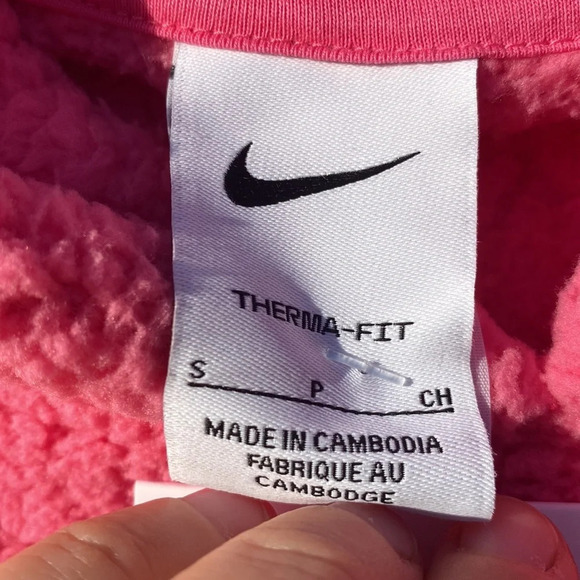 THERMA-FIT
S P CH
MADE IN CAMBODIA
FABRIQUE AU
CAMBODGE